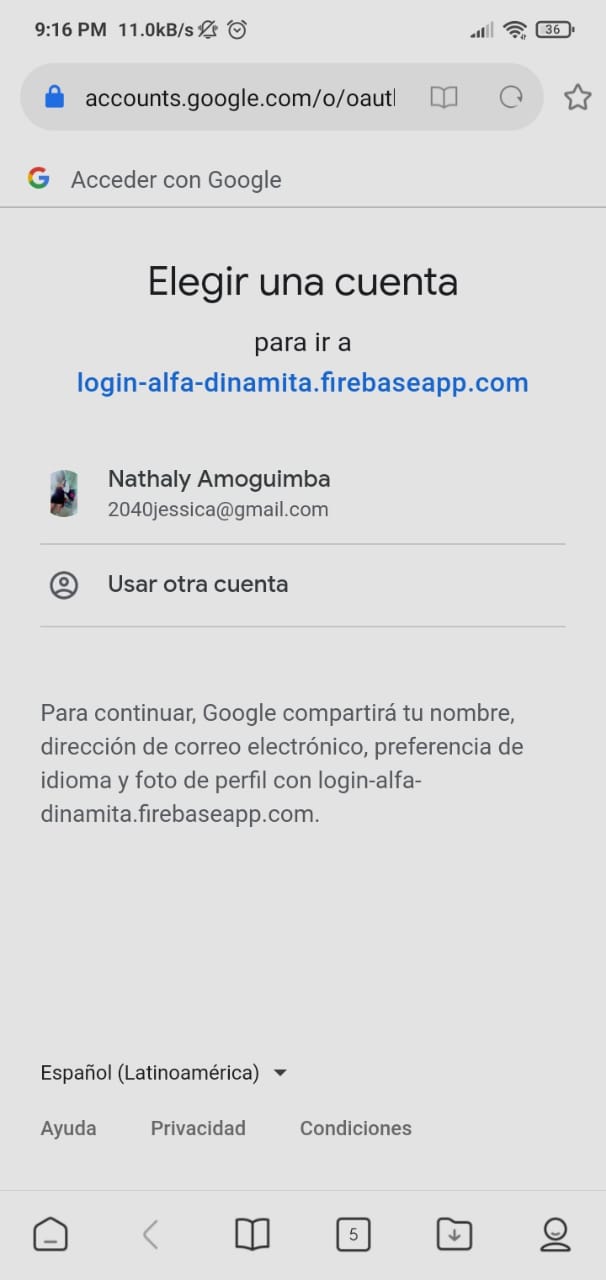 9:16 PM 11.0kB/s 36
accounts.google.com/o/oauth
Acceder con Google
Elegir una cuenta
para ir a
login-alfa-dinamita.firebaseapp.com
Nathaly Amoguimba
2040jessica@gmail.com
Usar otra cuenta
Para continuar, Google compartirá tu nombre,
dirección de correo electrónico, preferencia de
idioma y foto de perfil con login-alfa-
dinamita.firebaseapp.com.
Español (Latinoamérica)
Ayuda Privacidad Condiciones
5